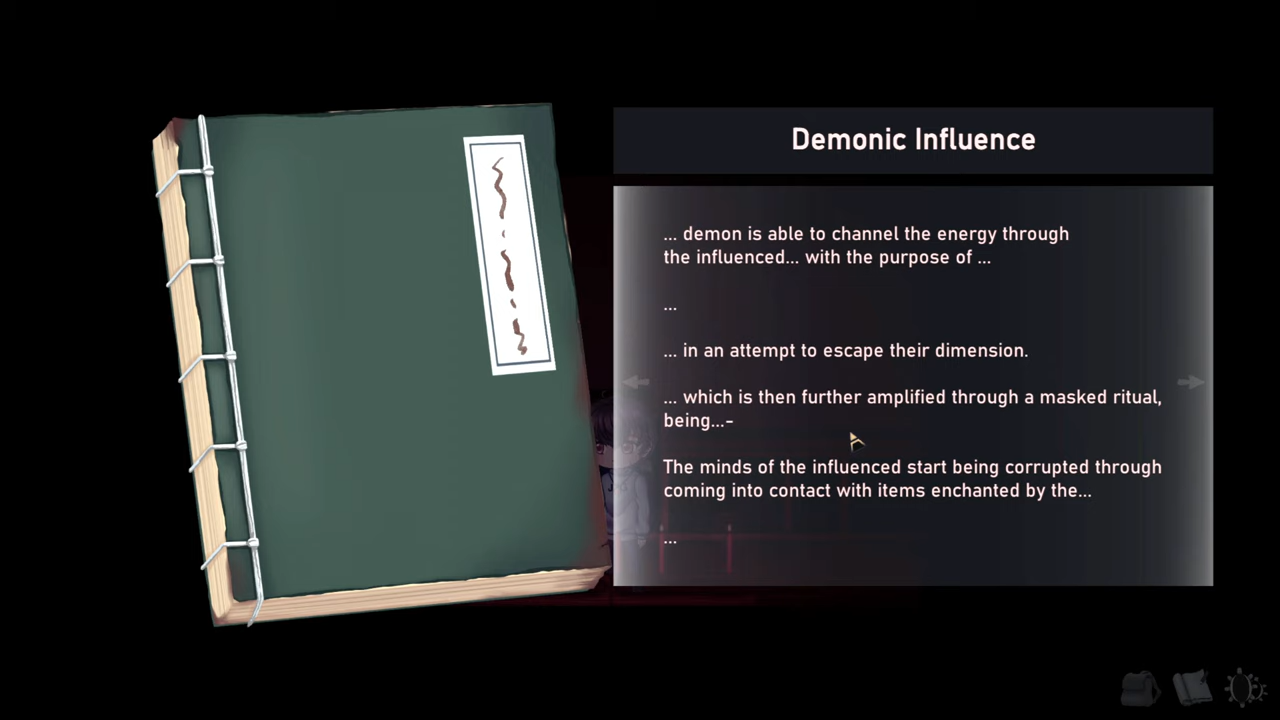 Demonic Influence
... demon is able to channel the energy through
the influenced... with the purpose of ...
...
... in an attempt to escape their dimension.
... which is then further amplified through a masked ritual,
being...-
The minds of the influenced start being corrupted through
coming into contact with items enchanted by the...
...